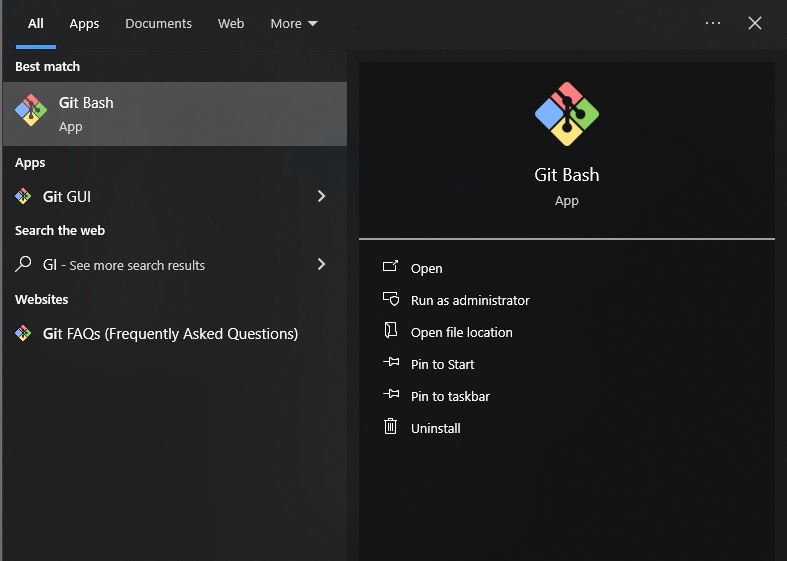 All Apps Documents Web More
Best match
Git Bash
App
Apps
Git GUI
Search the web
GI - See more search results
Websites
Git FAQs (Frequently Asked Questions)
Git Bash
App
Open
Run as administrator
Open file location
Pin to Start
Pin to taskbar
Uninstall